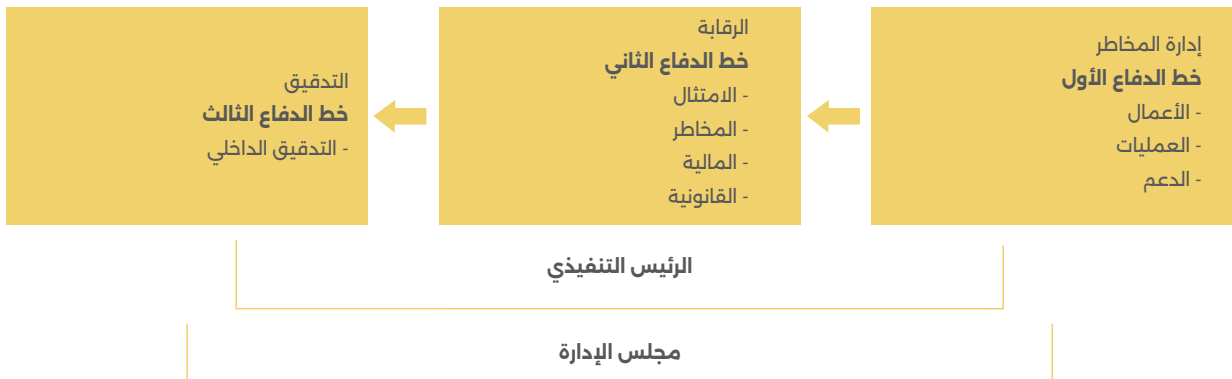 إدارة المخاطر
خط الدفاع الأول
- الأعمال
- العمليات
- الدعم
الرقابة
خط الدفاع الثاني
- الامتثال
- المخاطر
- المالية
- القانونية
التدقيق
خط الدفاع الثالث
- التدقيق الداخلي
الرئيس التنفيذي
مجلس الإدارة